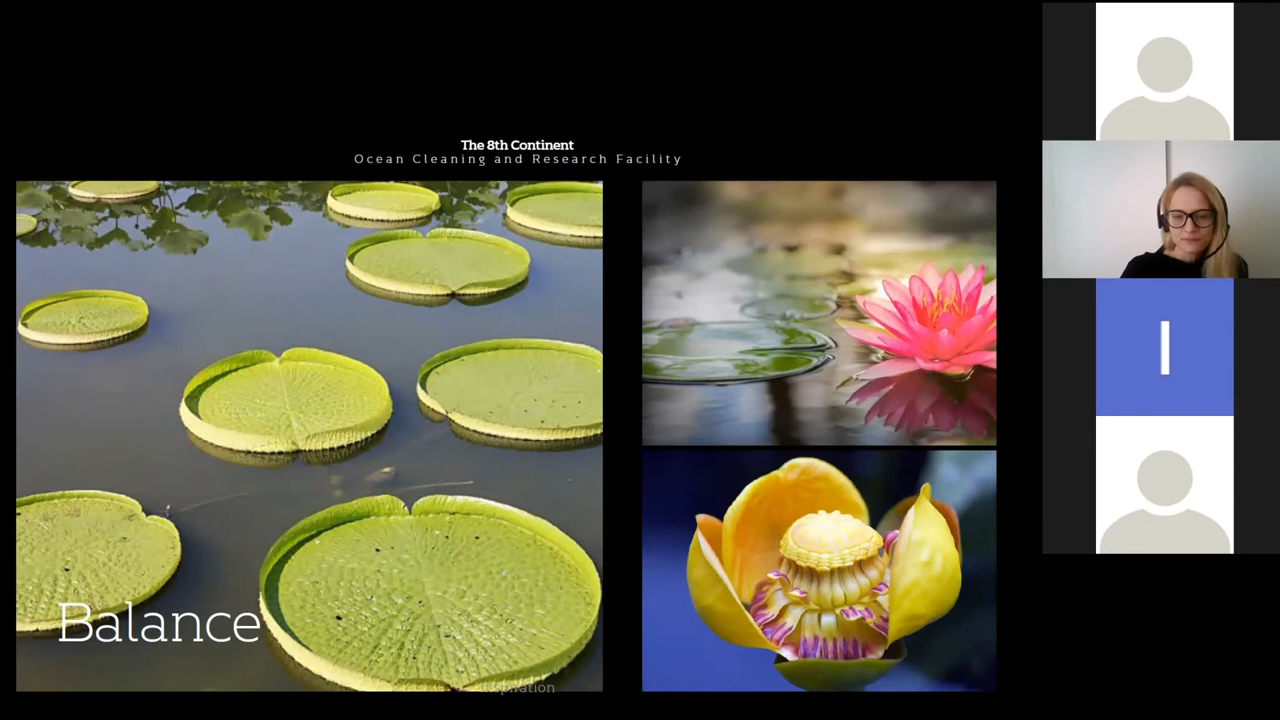 The 8th Continent
Ocean Cleaning and Research Facility
Balance
I